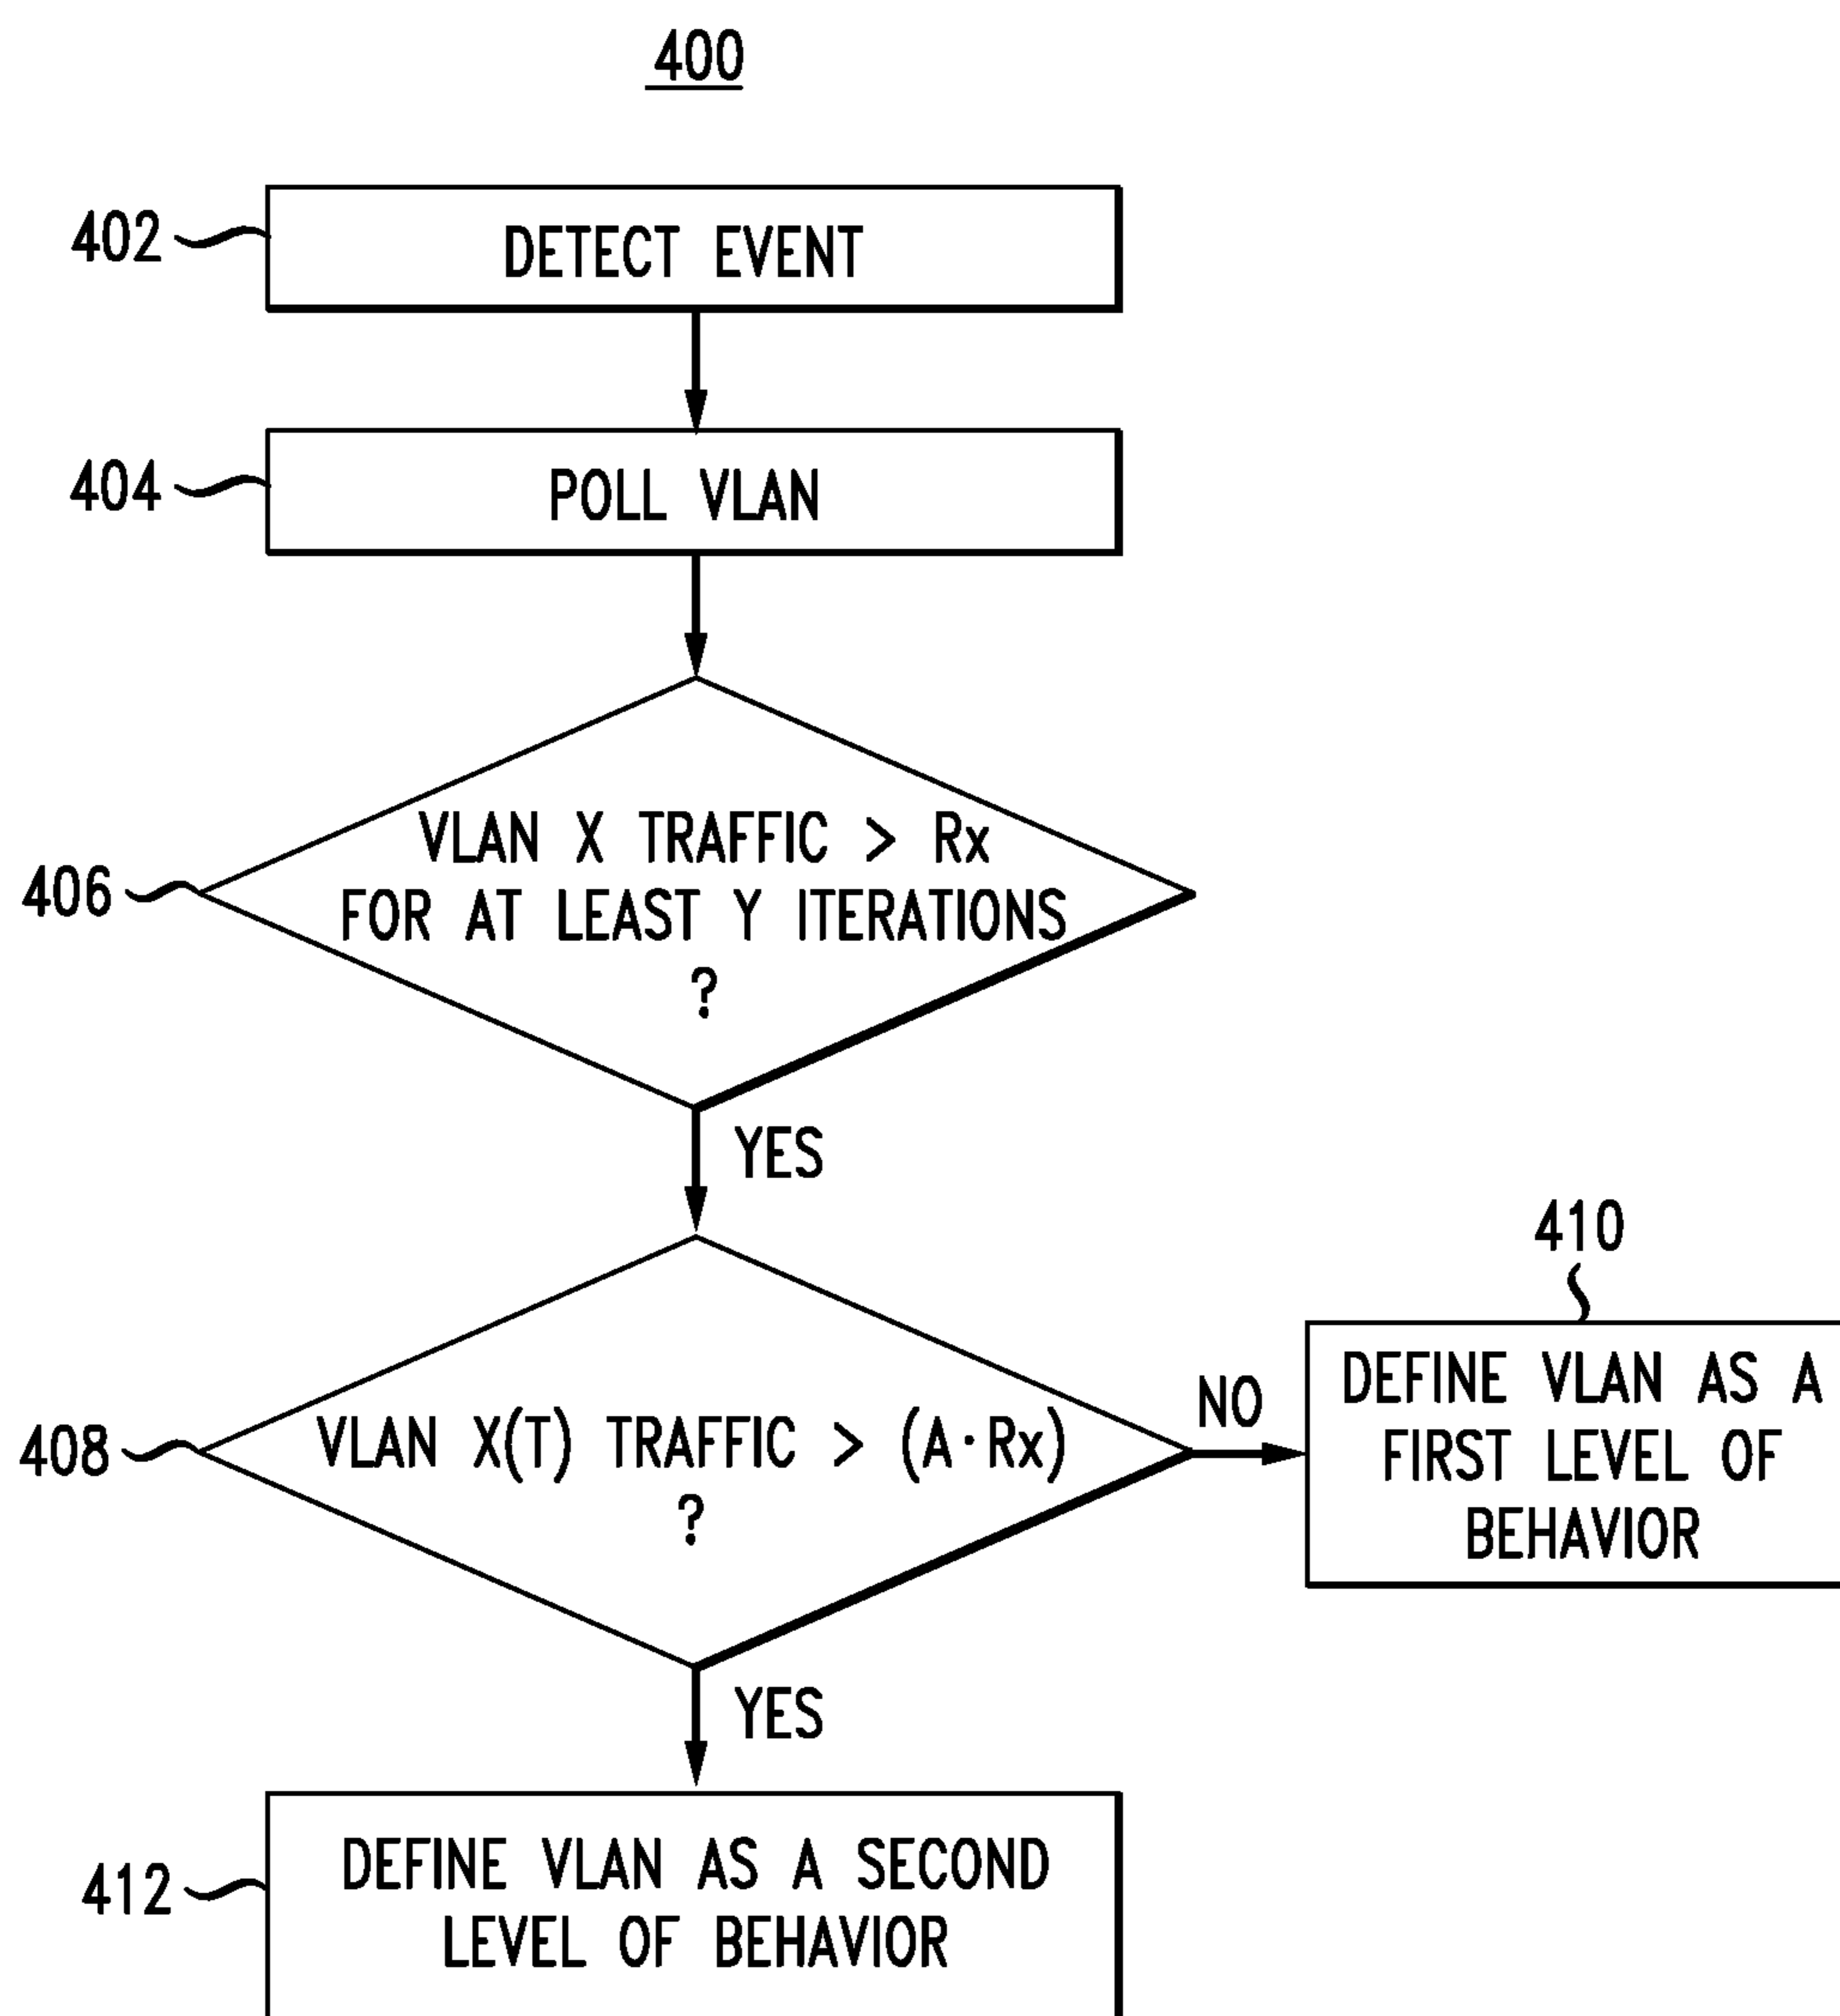 400
402
DETECT EVENT
404
POLL VLAN
406
VLAN X TRAFFIC > Rx
FOR AT LEAST Y ITERATIONS
?
YES
408
VLAN X(T) TRAFFIC > (A·Rx)
?
NO
410
DEFINE VLAN AS A
FIRST LEVEL OF
BEHAVIOR
YES
412
DEFINE VLAN AS A SECOND
LEVEL OF BEHAVIOR